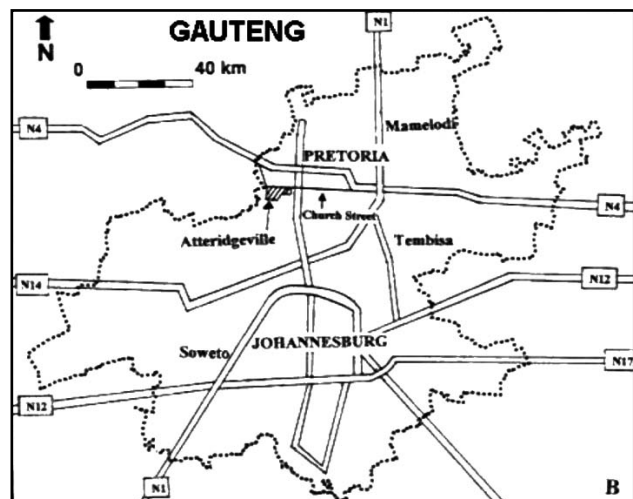 N1
GAUTENG
N
0 40 km
Mamelodi
N4
PRETORIA
Church Street
N4
Atteridgeville
Tembisa
N14
N12
JOHANNESBURG
Soweto
N17
N12
N1
B